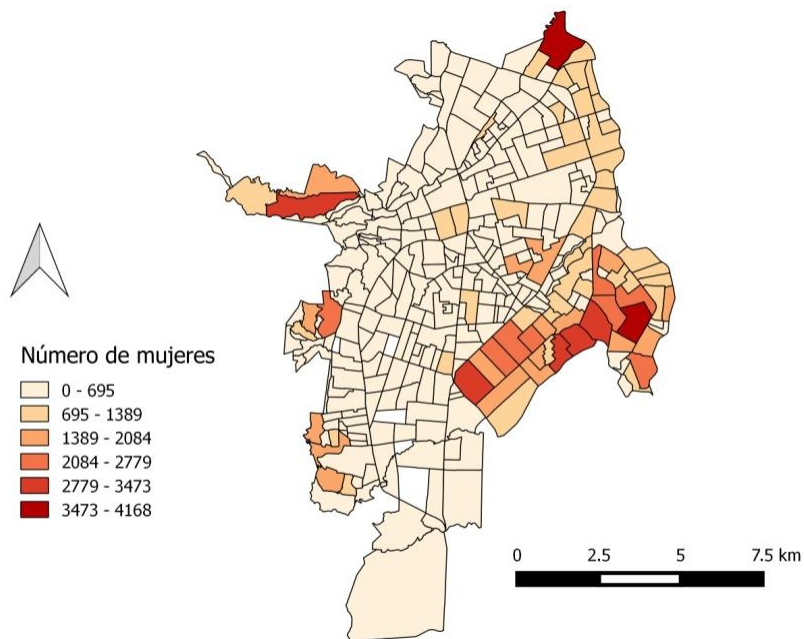 Número de mujeres
0 - 695
695 - 1389
1389 - 2084
2084 - 2779
2779 - 3473
3473 - 4168
0 2.5 5 7.5 km